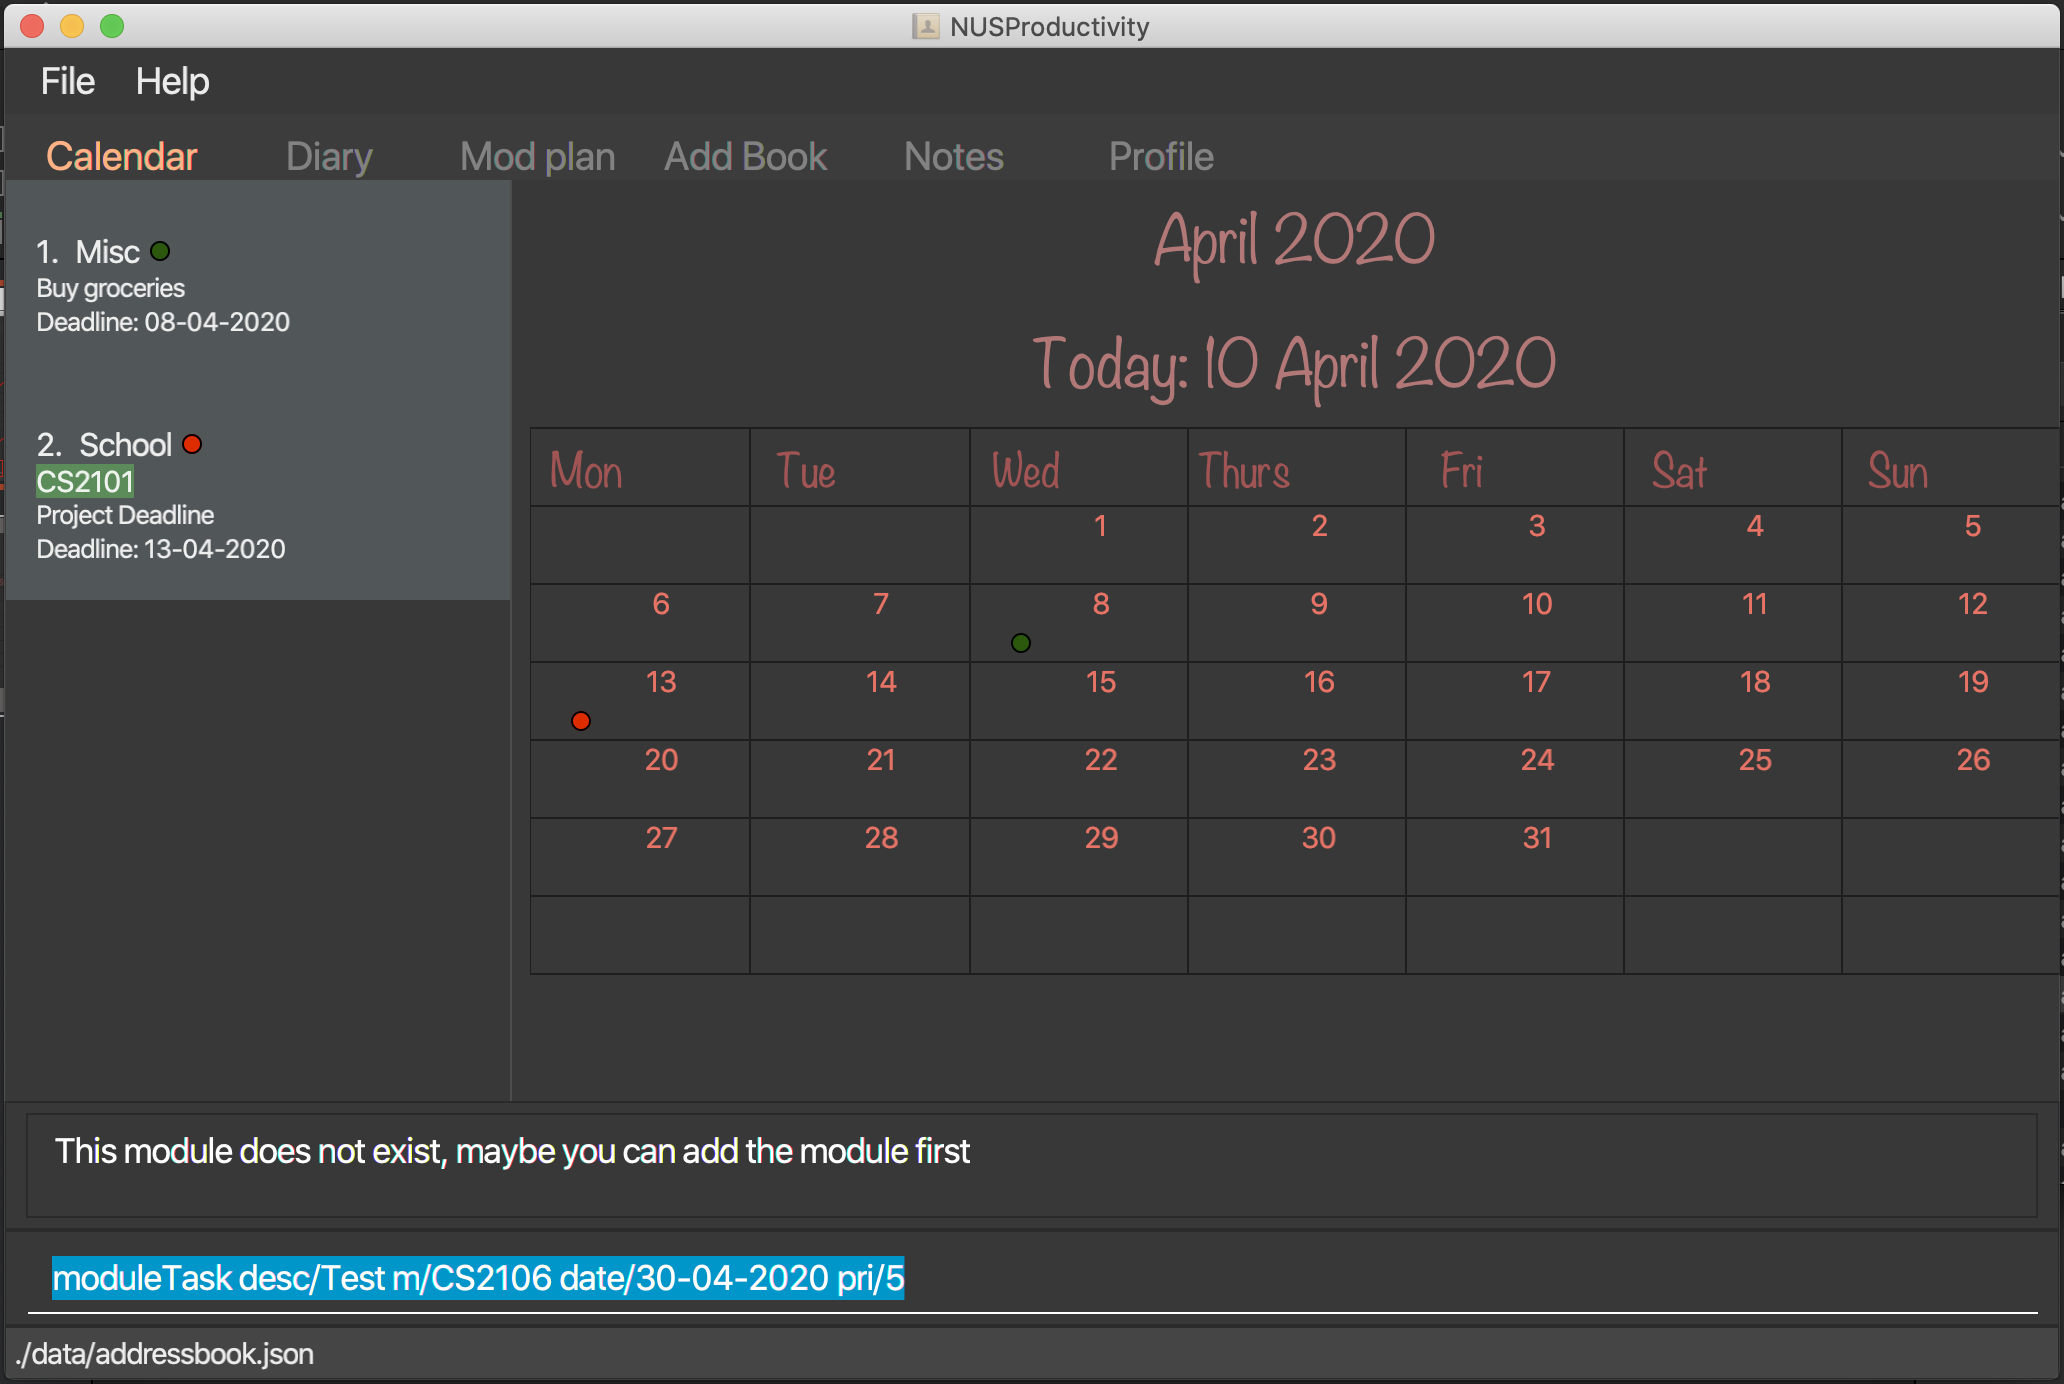 NUSProductivity
File Help
Calendar Diary Mod plan Add Book Notes Profile
1. Misc
Buy groceries
Deadline: 08-04-2020
2. School
CS2101
Project Deadline
Deadline: 13-04-2020
April 2020
Today: 10 April 2020
Mon Tue Wed Thurs Fri Sat Sun
1 2 3 4 5
6 7 8 9 10 11 12
13 14 15 16 17 18 19
20 21 22 23 24 25 26
27 28 29 30 31
This module does not exist, maybe you can add the module first
moduleTask desc/Test m/CS2106 date/30-04-2020 pri/5
./data/addressbook.json